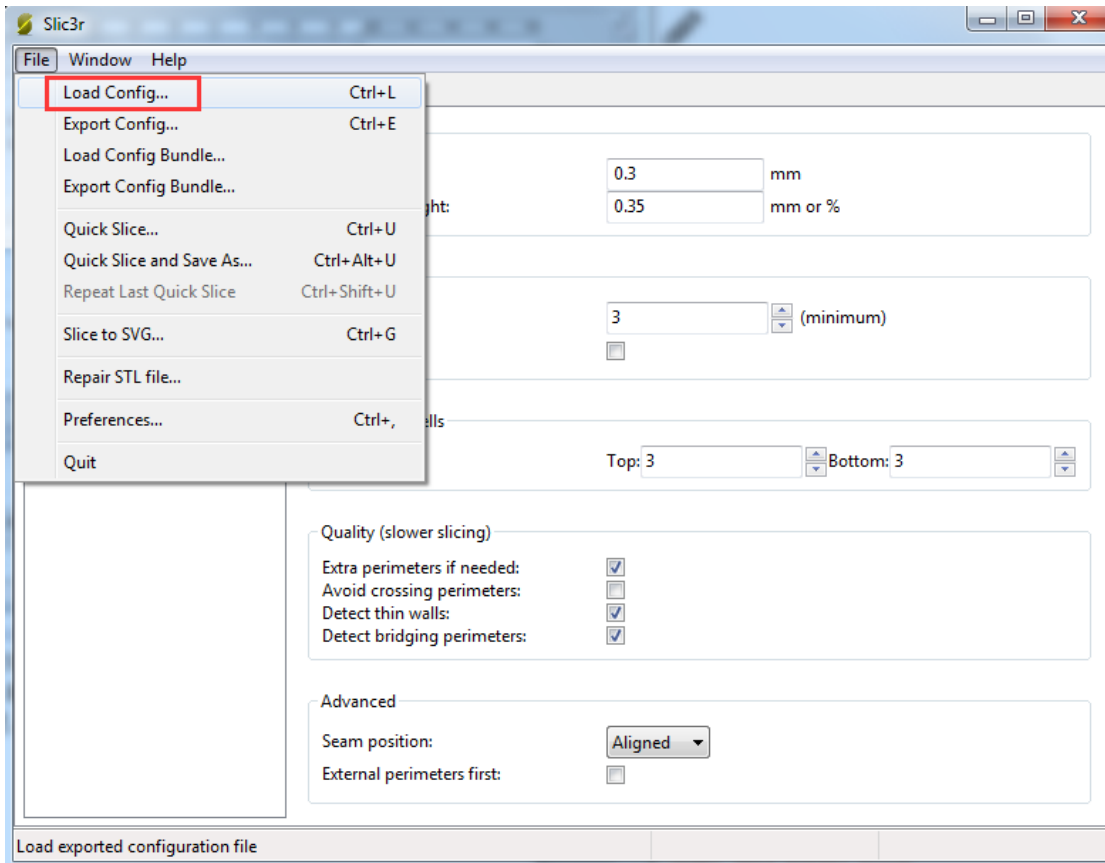 Slic3r
File Window Help
Load Config... Ctrl+L
Export Config... Ctrl+E
Load Config Bundle...
Export Config Bundle...
Quick Slice... Ctrl+U
Quick Slice and Save As... Ctrl+Alt+U
Repeat Last Quick Slice Ctrl+Shift+U
Slice to SVG... Ctrl+G
Repair STL file...
Preferences... Ctrl+,
Quit
0.3 mm
0.35 mm or %
3 (minimum)
Top: 3 Bottom: 3
Quality (slower slicing)
Extra perimeters if needed:
Avoid crossing perimeters:
Detect thin walls:
Detect bridging perimeters:
Advanced
Seam position: Aligned
External perimeters first:
Load exported configuration file